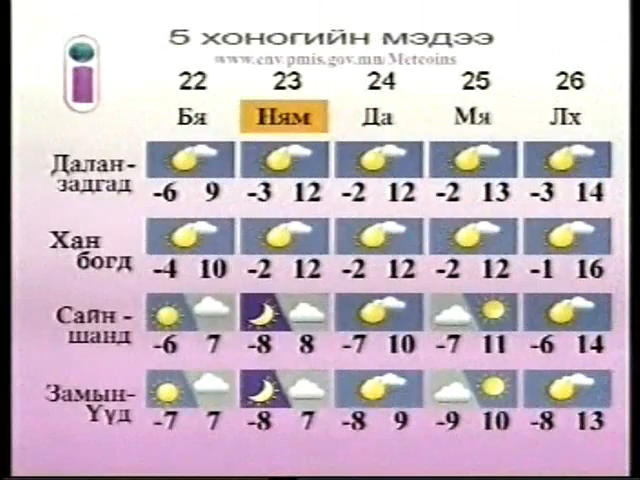 5 ХОНОГИЙН МЭДЭЭ
www.env.pmis.gov.mn/Meteoins
22 23 24 25 26
Бя Ням Да Мя Лх
i
Далан-
задгад
-6 9 -3 12 -2 12 -2 13 -3 14
Хан
богд
-4 10 -2 12 -2 12 -2 12 -1 16
Сайн -
шанд
-6 7 -8 8 -7 10 -7 11 -6 14
Замын-
Үүд
-7 7 -8 7 -8 9 -9 10 -8 13